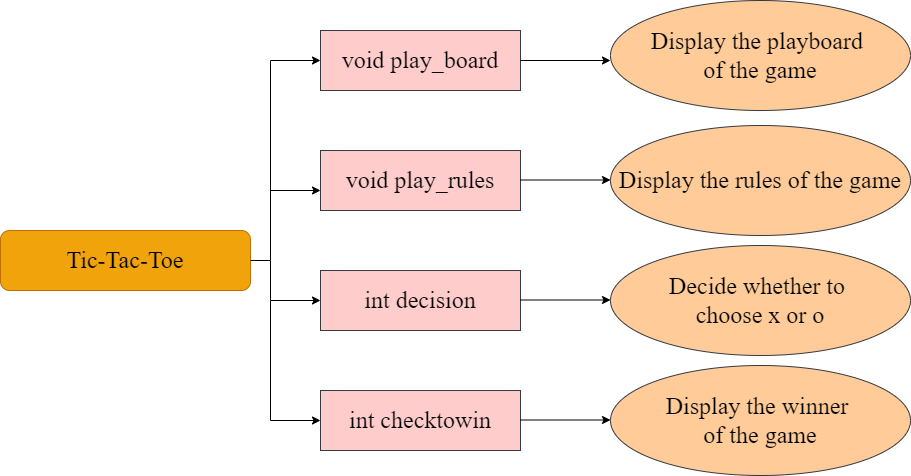 void play_board
Display the playboard
of the game
void play_rules
Display the rules of the game
Tic-Tac-Toe
int decision
Decide whether to
choose x or o
int checktowin
Display the winner
of the game